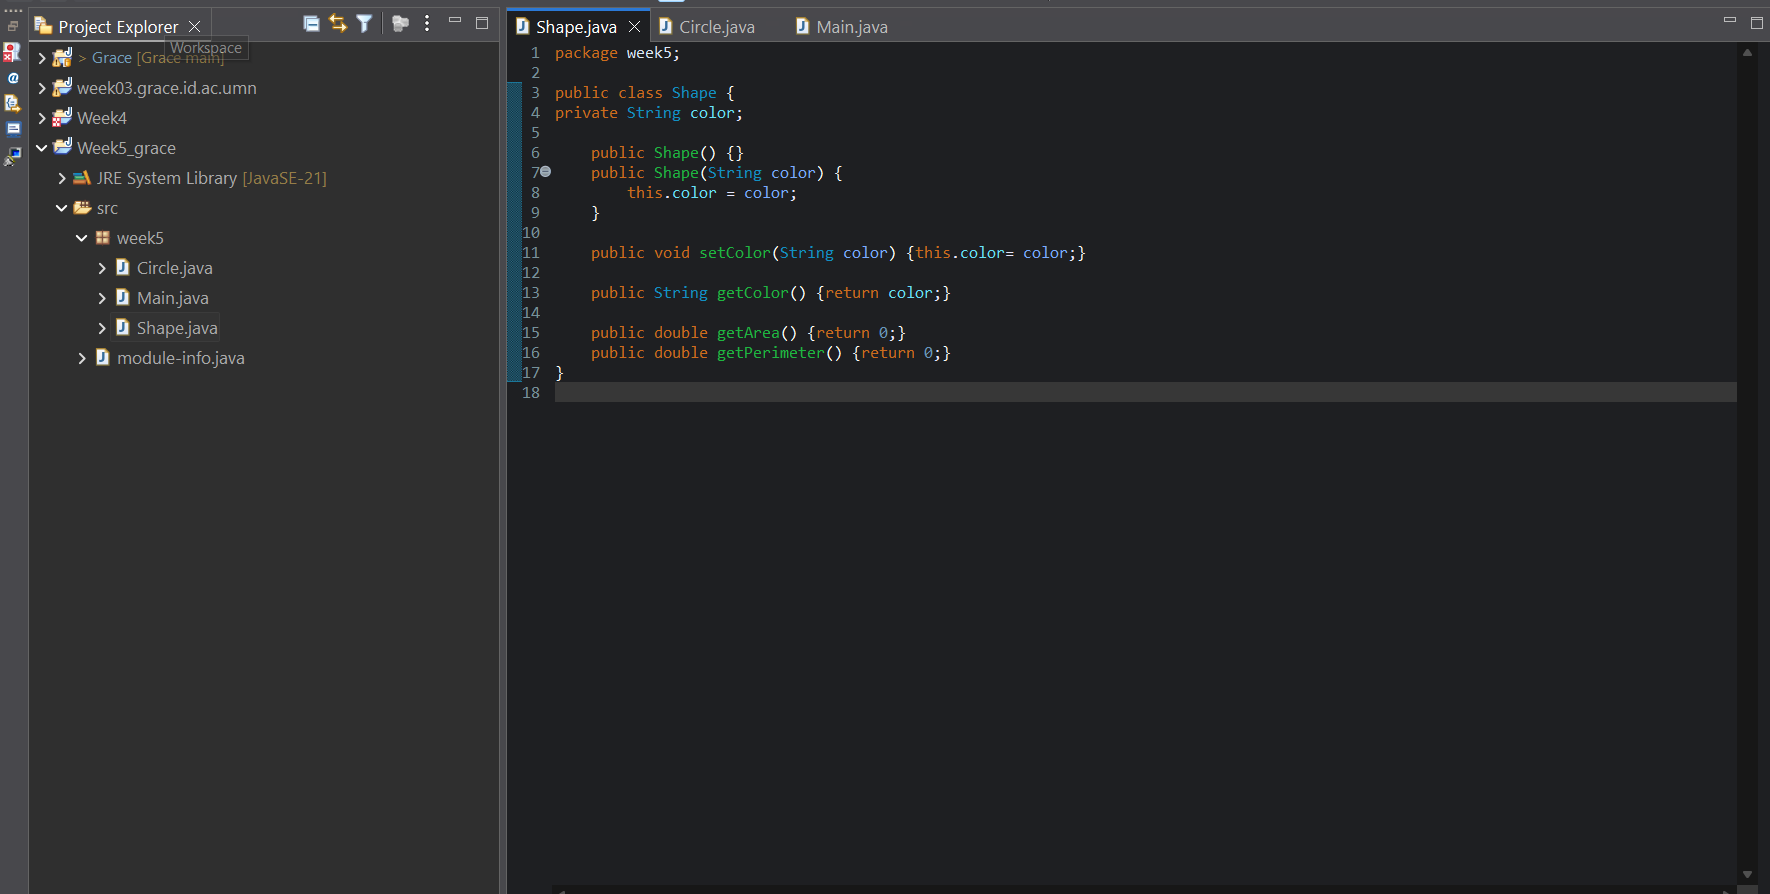 Project Explorer
Workspace
> Grace [Grace main]
week03.grace.id.ac.umn
Week4
Week5_grace
JRE System Library [JavaSE-21]
src
week5
Circle.java
Main.java
Shape.java
module-info.java
Shape.java Circle.java Main.java
1 package week5;
2
3 public class Shape {
4 private String color;
5
6     public Shape() {}
7     public Shape(String color) {
8         this.color = color;
9     }
10
11     public void setColor(String color) {this.color= color;}
12
13     public String getColor() {return color;}
14
15     public double getArea() {return 0;}
16     public double getPerimeter() {return 0;}
17 }
18